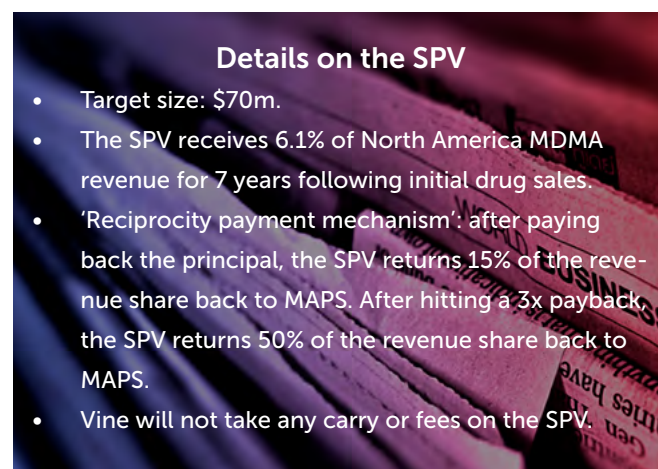 Details on the SPV
• Target size: $70m.
• The SPV receives 6.1% of North America MDMA
revenue for 7 years following initial drug sales.
• ‘Reciprocity payment mechanism’: after paying
back the principal, the SPV returns 15% of the reve-
nue share back to MAPS. After hitting a 3x payback,
the SPV returns 50% of the revenue share back to
MAPS.
• Vine will not take any carry or fees on the SPV.
WORLD BUSINESS